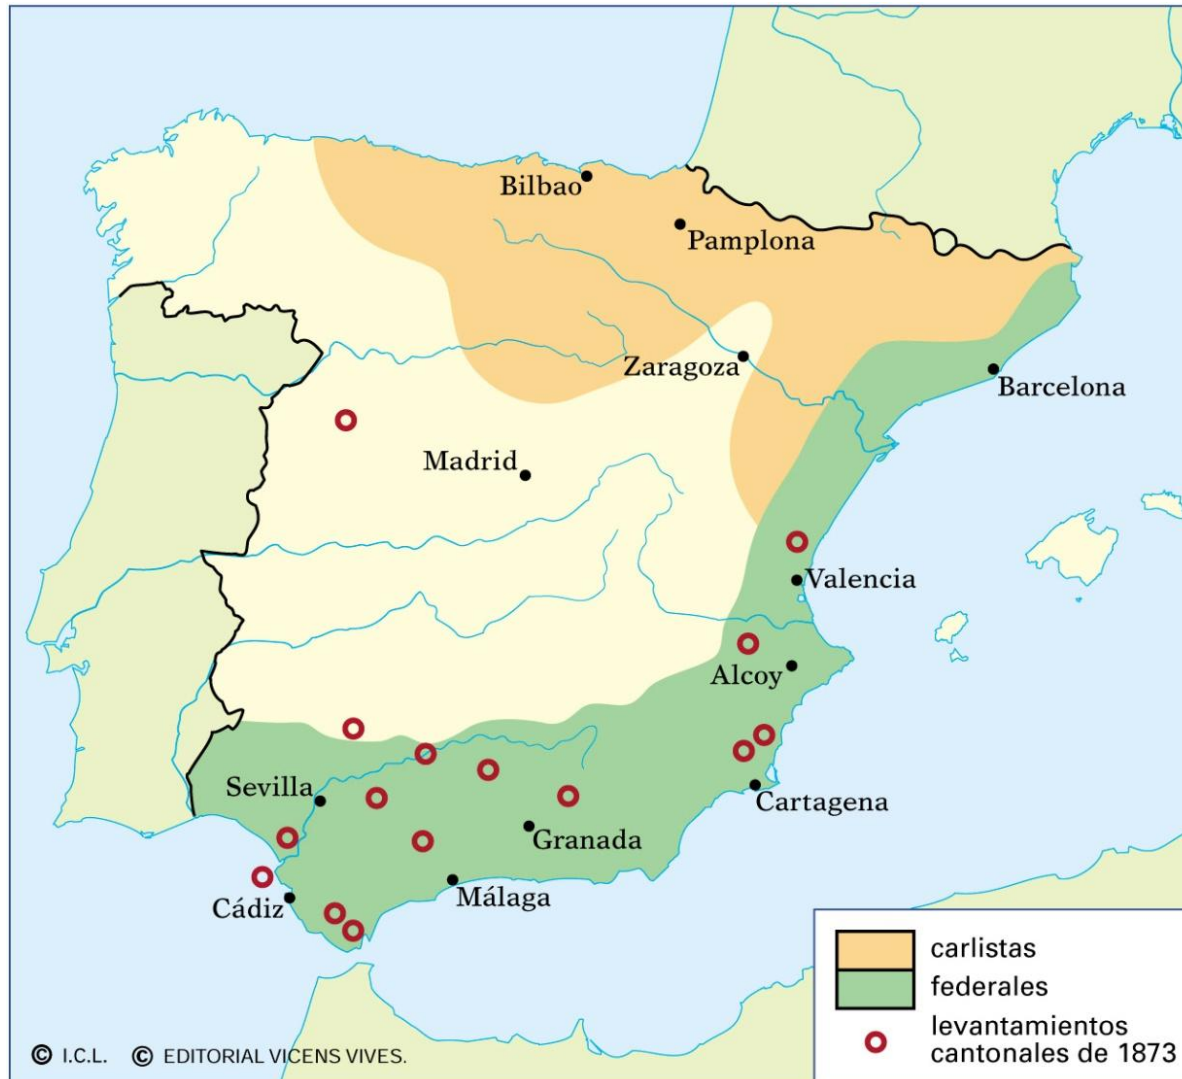 Bilbao
Pamplona
Zaragoza
Barcelona
Madrid
Valencia
Alcoy
Sevilla
Cartagena
Granada
Cádiz
Málaga
carlistas
federales
levantamientos
cantonales de 1873
© I.C.L. © EDITORIAL VICENS VIVES.